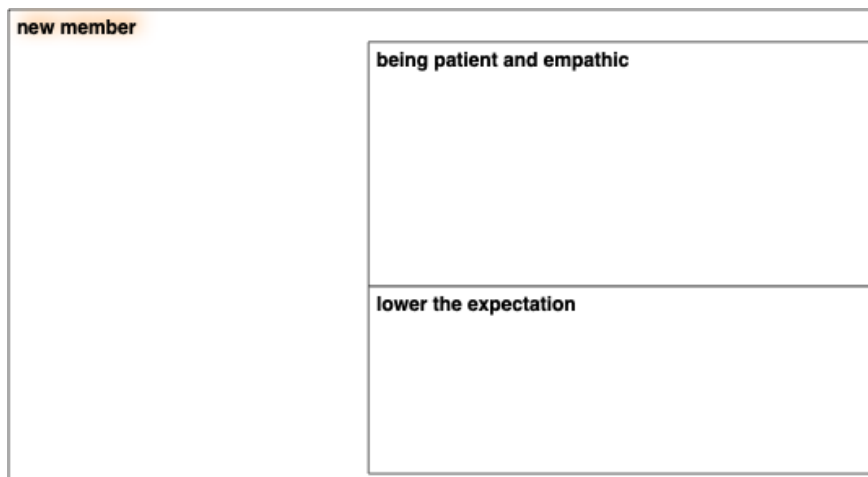 new member
being patient and empathic
lower the expectation